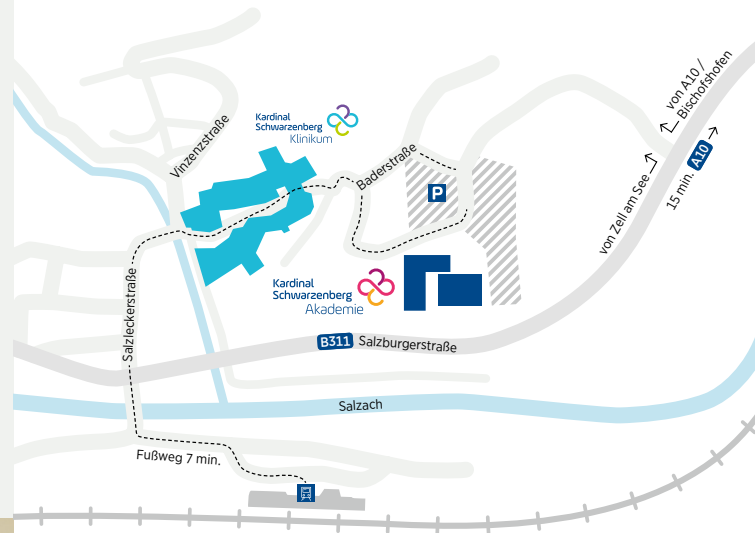 von A10 /
Bischofshofen
Kardinal
Schwarzenberg
Klinikum
Vinzenzstraße
Baderstraße
P
15 min. A10
von Zell am See
Kardinal
Schwarzenberg
Akademie
Salzleckerstraße
B311 Salzburgerstraße
Salzach
Fußweg 7 min.